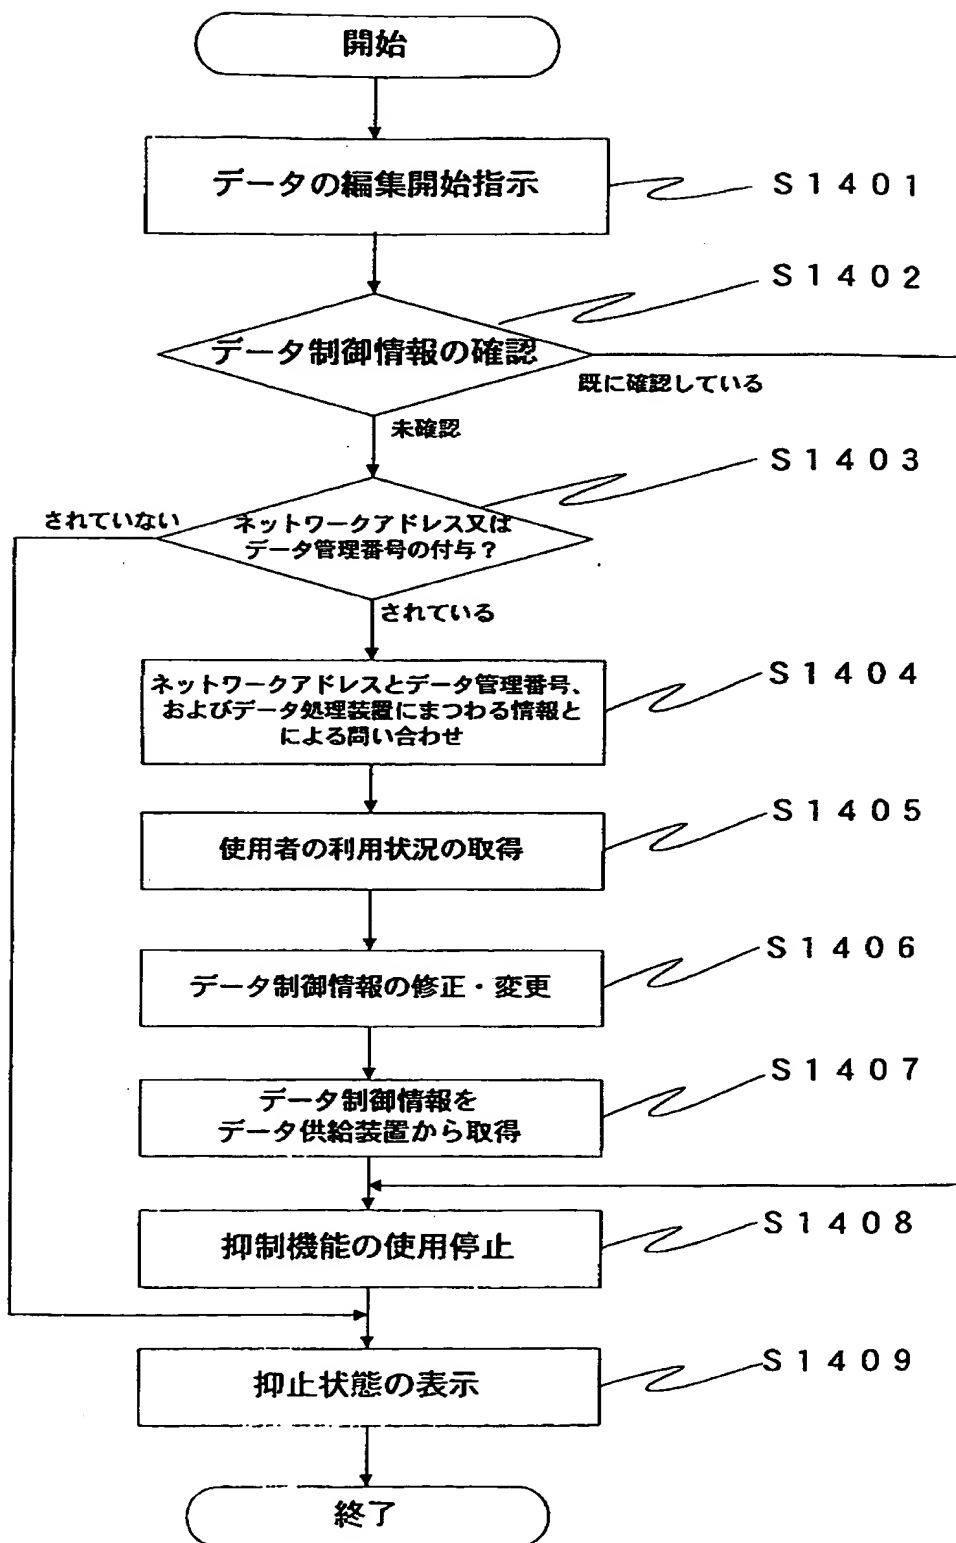 開始
データの編集開始指示
S1401
S1402
データ制御情報の確認
既に確認している
未確認
S1403
されていない
ネットワークアドレス又は
データ管理番号の付与？
されている
S1404
ネットワークアドレスとデータ管理番号、
およびデータ処理装置にまつわる情報と
による問い合わせ
S1405
使用者の利用状況の取得
S1406
データ制御情報の修正・変更
S1407
データ制御情報を
データ供給装置から取得
S1408
抑制機能の使用停止
S1409
抑止状態の表示
終了